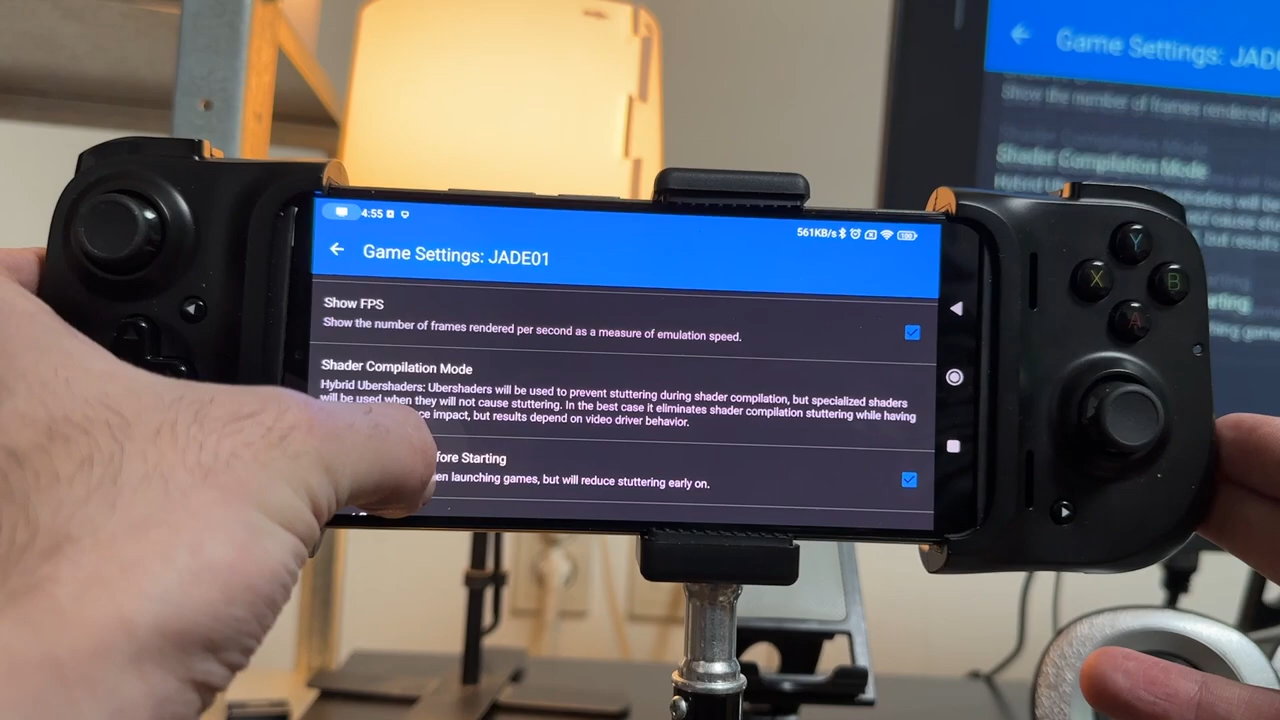 Game Settings: JADE01
4:55
561KB/s
100
Game Settings: JADE01
Show FPS
Show the number of frames rendered per second as a measure of emulation speed.
Shader Compilation Mode
Hybrid Ubershaders: Ubershaders will be used to prevent stuttering during shader compilation, but specialized shaders
will be used when they will not cause stuttering. In the best case it eliminates shader compilation stuttering while having
ce impact, but results depend on video driver behavior.
fore Starting
en launching games, but will reduce stuttering early on.
Show the number of frames rendered
Shader Compilation Mode
Y
X
B
A